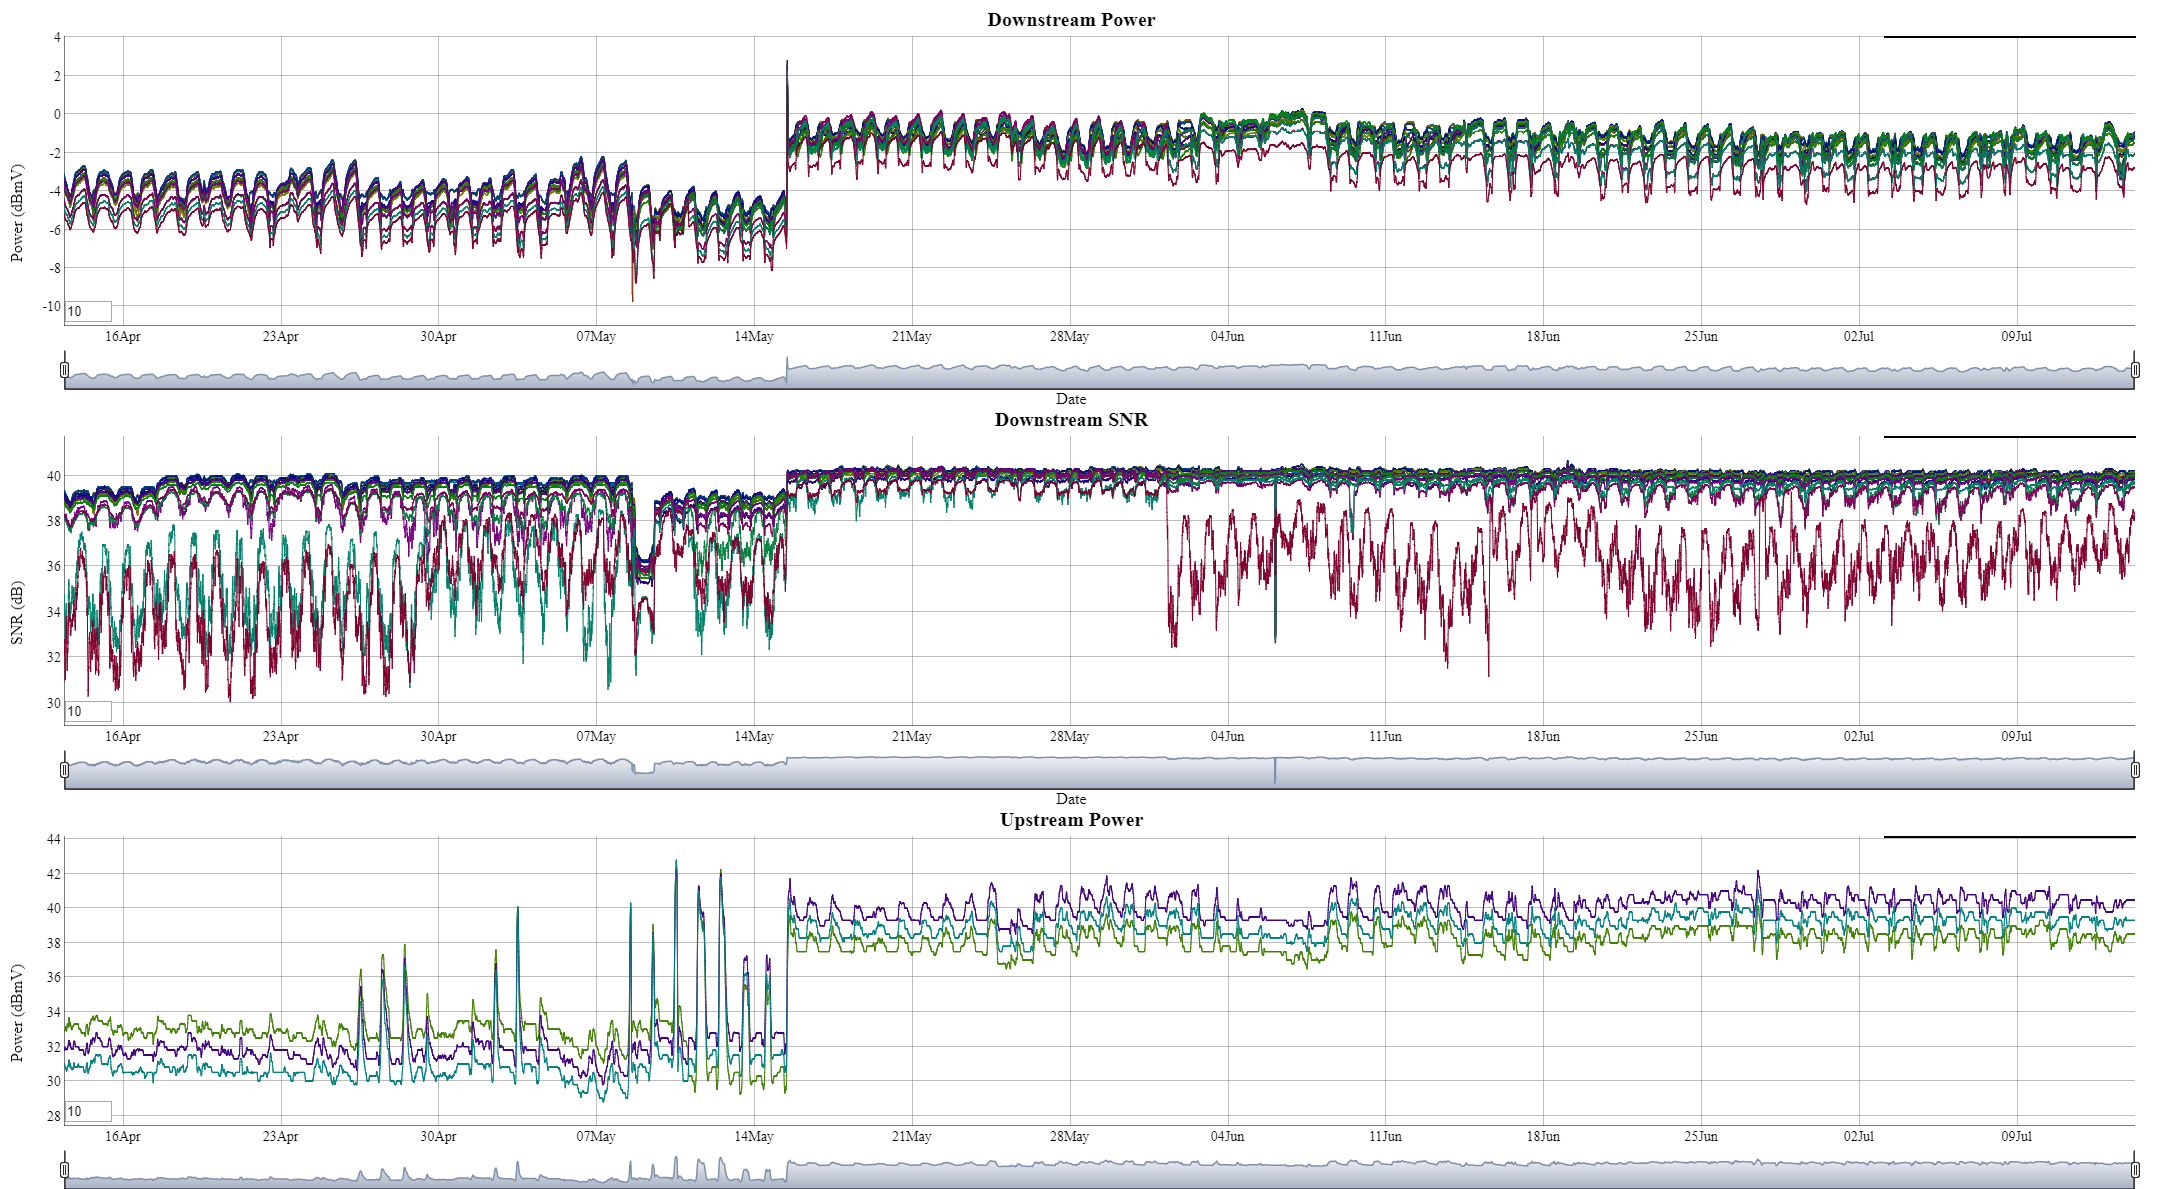 Downstream Power
4
2
0
-2
-4
-6
-8
-10
Power (dBmV)
10
16Apr 23Apr 30Apr 07May 14May 21May 28May 04Jun 11Jun 18Jun 25Jun 02Jul 09Jul
Date
Downstream SNR
40
38
36
34
32
30
SNR (dB)
10
16Apr 23Apr 30Apr 07May 14May 21May 28May 04Jun 11Jun 18Jun 25Jun 02Jul 09Jul
Date
Upstream Power
44
42
40
38
36
34
32
30
28
Power (dBmV)
10
16Apr 23Apr 30Apr 07May 14May 21May 28May 04Jun 11Jun 18Jun 25Jun 02Jul 09Jul